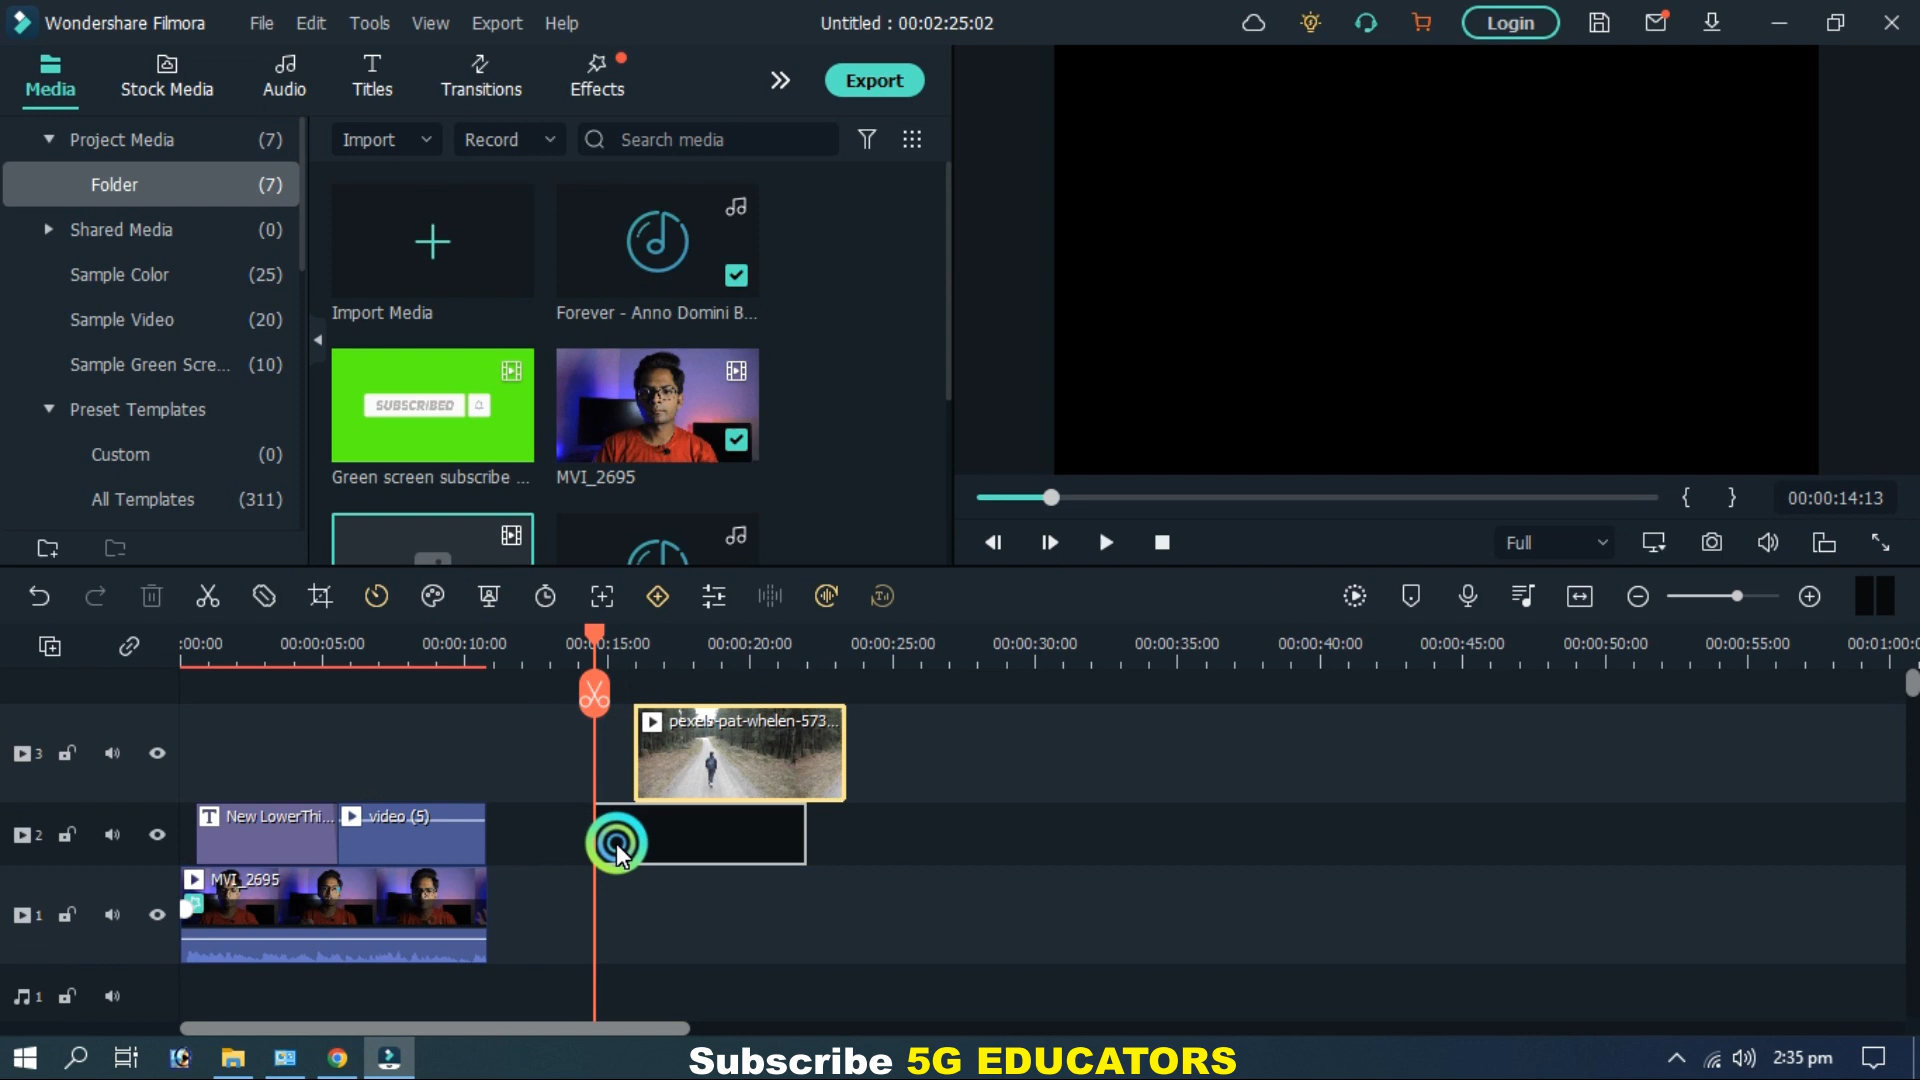 Wondershare Filmora
File Edit Tools View Export Help
Untitled : 00:02:25:02
Login
Media
Stock Media
Audio
Titles
Transitions
Effects
Export
Project Media (7)
Folder (7)
Shared Media (0)
Sample Color (25)
Sample Video (20)
Sample Green Scre... (10)
Preset Templates
Custom (0)
All Templates (311)
Import
Record
Search media
Import Media
Forever - Anno Domini B...
SUBSCRIBED
Green screen subscribe ...
MVI_2695
{ }
00:00:14:13
Full
:00:00
00:00:05:00
00:00:10:00
00:00:15:00
00:00:20:00
00:00:25:00
00:00:30:00
00:00:35:00
00:00:40:00
00:00:45:00
00:00:50:00
00:00:55:00
00:01:00:0
3
pexels-pat-whelen-573...
2
T New LowerThi...
video (5)
1
MVI_2695
1
Subscribe 5G EDUCATORS
2:35 pm